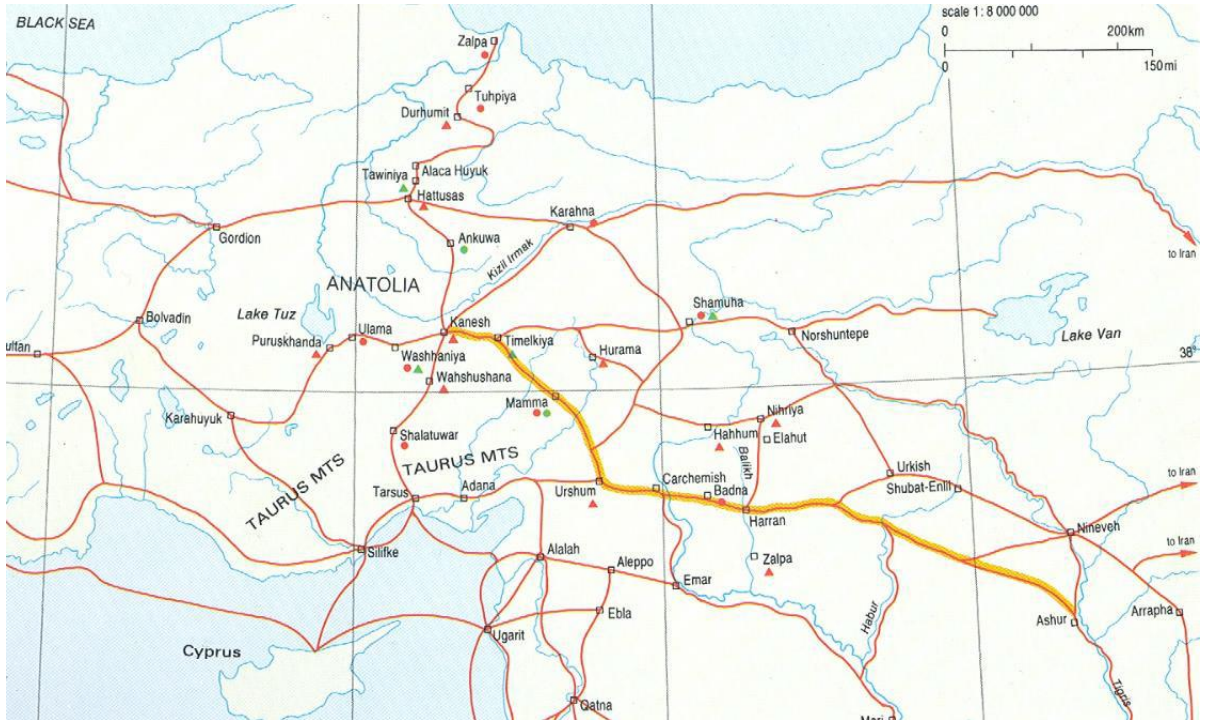 BLACK SEA
scale 1: 8 000 000
0 200km
0 150mi
Zalpa
Tuhpiya
Durhumit
Alaca Hüyük
Tawiniya
Hattusas
Karahna
Gordion
Ankuwa
Kizil Irmak
to Iran
ANATOLIA
Lake Tuz
Bolvadin
Ulama
Kanesh
Timelkiya
Shamuha
Norshuntepe
Lake Van
ultan
Puruskhanda
Washhaniya
Hurama
38°
Wahshushana
Karahuyuk
Mamma
Nihriya
Shalatuwar
Hahhum
Elahut
TAURUS MTS
TAURUS MTS
Balikh
Urkish
Tarsus
Adana
Urshum
Carchemish
Badna
Shubat-Enlil
to Iran
Harran
Nineveh
Silifke
Alalah
Aleppo
Zalpa
to Iran
Emar
Ebla
Habur
Ashur
Arrapha
Ugarit
Cyprus
Qatna
Tigris
Mari